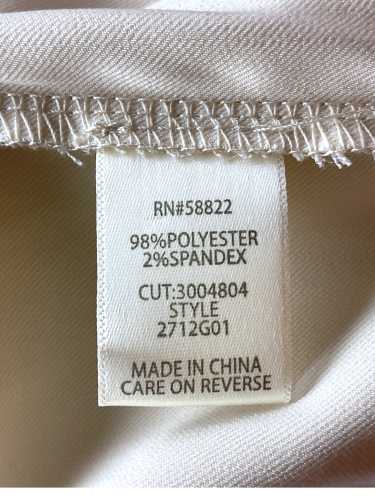 RN#58822
98%POLYESTER
2%SPANDEX
CUT:3004804
STYLE
2712G01
MADE IN CHINA
CARE ON REVERSE